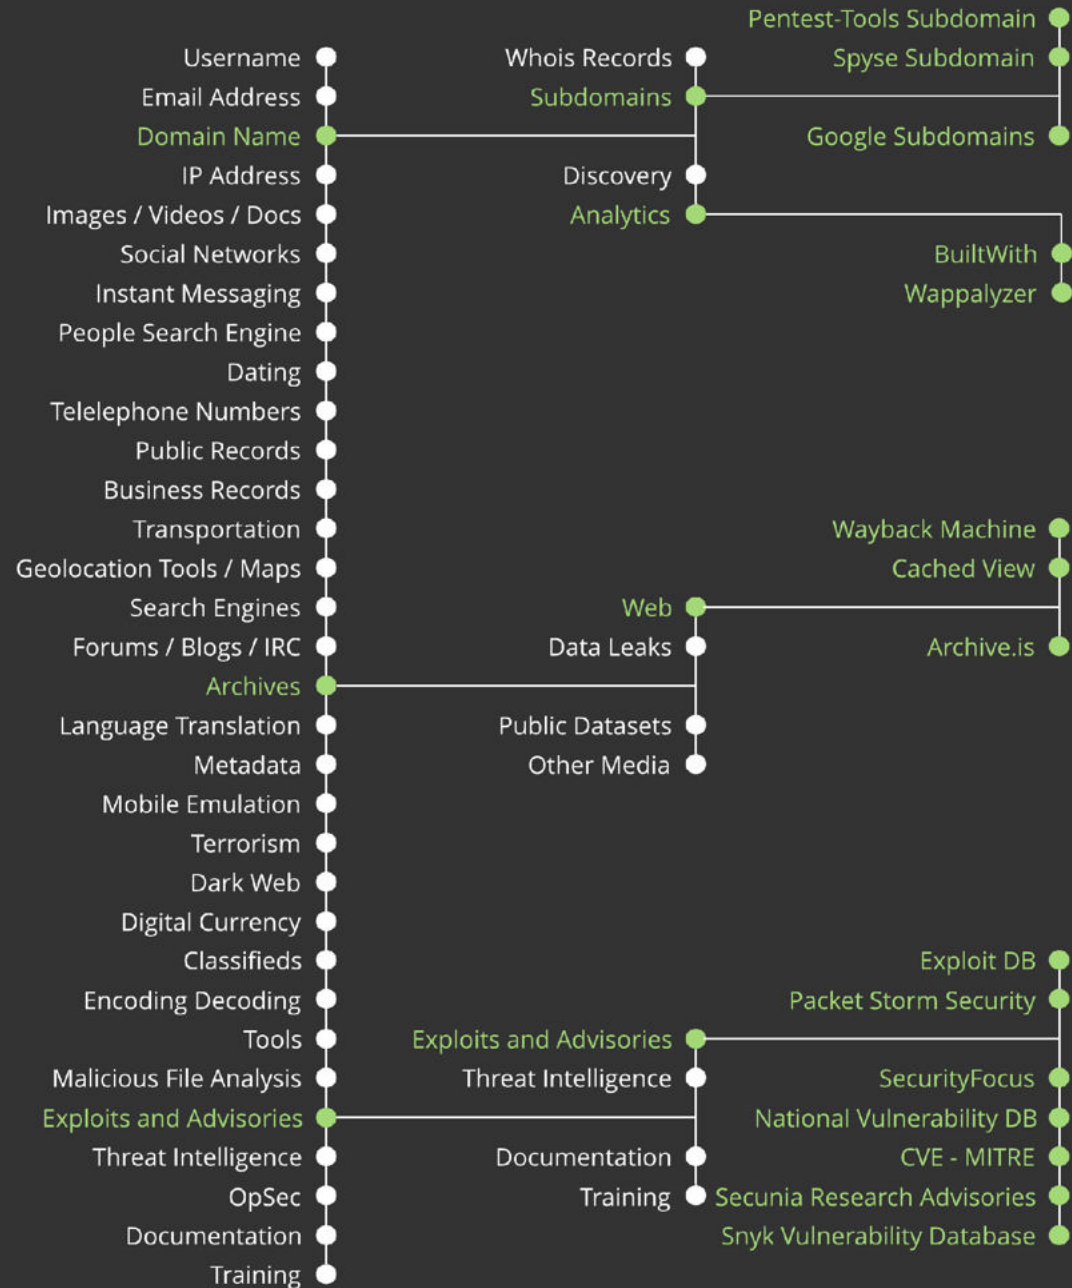 Pentest-Tools Subdomain
Username
Whois Records
Spyse Subdomain
Email Address
Subdomains
Domain Name
Google Subdomains
IP Address
Discovery
Images / Videos / Docs
Analytics
Social Networks
BuiltWith
Instant Messaging
Wappalyzer
People Search Engine
Dating
Telelephone Numbers
Public Records
Business Records
Transportation
Wayback Machine
Geolocation Tools / Maps
Cached View
Search Engines
Web
Forums / Blogs / IRC
Data Leaks
Archive.is
Archives
Language Translation
Public Datasets
Metadata
Other Media
Mobile Emulation
Terrorism
Dark Web
Digital Currency
Classifieds
Exploit DB
Encoding Decoding
Packet Storm Security
Tools
Exploits and Advisories
Malicious File Analysis
Threat Intelligence
SecurityFocus
Exploits and Advisories
National Vulnerability DB
Threat Intelligence
Documentation
CVE - MITRE
OpSec
Training
Secunia Research Advisories
Documentation
Snyk Vulnerability Database
Training